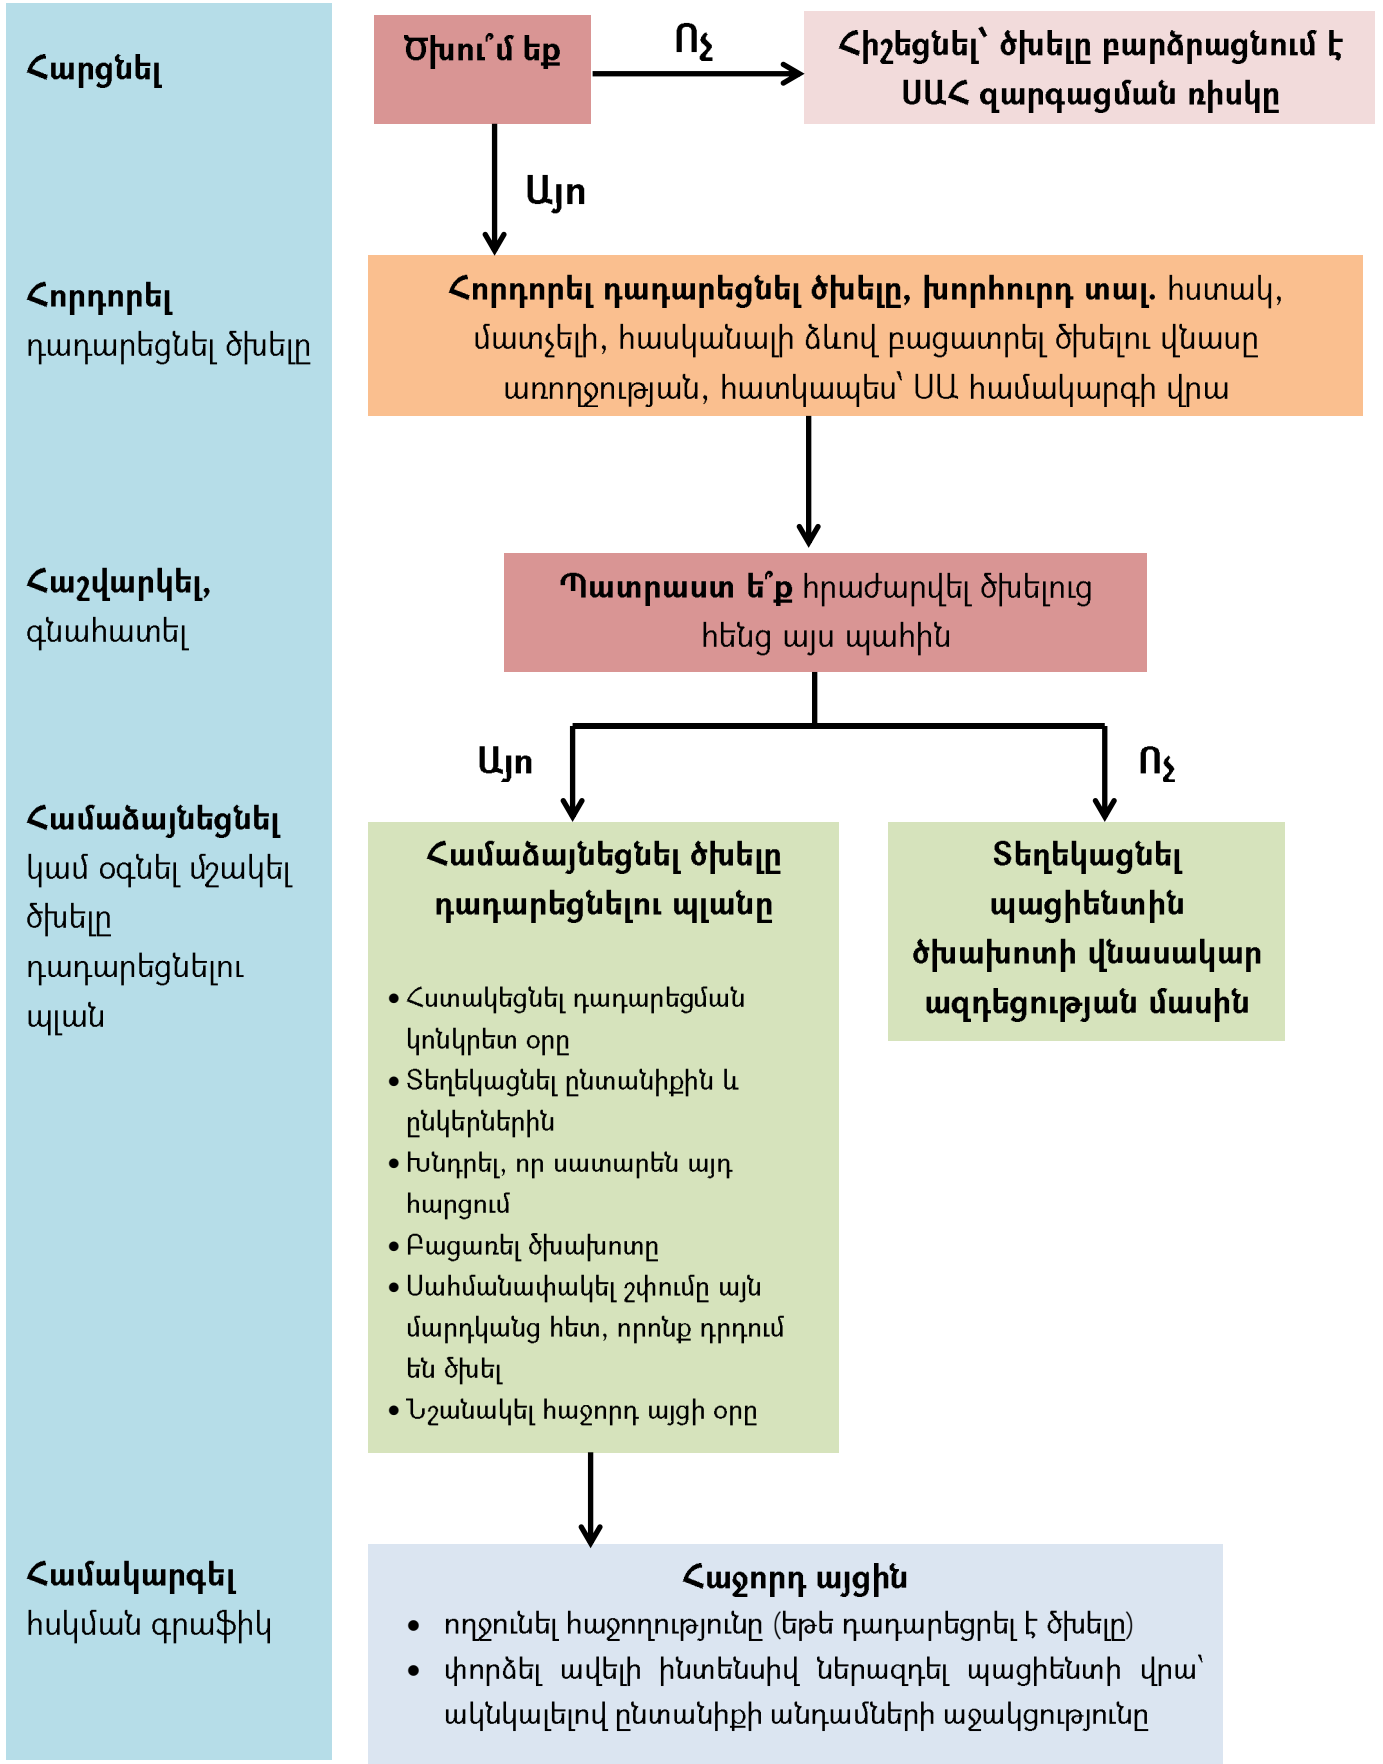 Հարցնել
Ծխու՞մ եք
Ոչ
Հիշեցնել՝ ծխելը բարձրացնում է
ՍԱՀ զարգացման ռիսկը
Այո
Հորդորել
դադարեցնել ծխելը
Հորդորել դադարեցնել ծխելը, խորհուրդ տալ. հստակ,
մատչելի, հասկանալի ձևով բացատրել ծխելու վնասը
առողջության, հատկապես՝ ՍԱ համակարգի վրա
Հաշվարկել,
գնահատել
Պատրաստ ե՞ք հրաժարվել ծխելուց
հենց այս պահին
Այո
Ոչ
Համաձայնեցնել
կամ օգնել մշակել
ծխելը
դադարեցնելու
պլան
Համաձայնեցնել ծխելը
դադարեցնելու պլանը
• Հստակեցնել դադարեցման
կոնկրետ օրը
• Տեղեկացնել ընտանիքին և
ընկերներին
• Խնդրել, որ սատարեն այդ
հարցում
• Բացառել ծխախոտը
• Սահմանափակել շփումը այն
մարդկանց հետ, որոնք դրդում
են ծխել
• Նշանակել հաջորդ այցի օրը
Տեղեկացնել
պացիենտին
ծխախոտի վնասակար
ազդեցության մասին
Համակարգել
հսկման գրաֆիկ
Հաջորդ այցին
• ողջունել հաջողությունը (եթե դադարեցրել է ծխելը)
• փորձել ավելի ինտենսիվ ներազդել պացիենտի վրա՝
ակնկալելով ընտանիքի անդամների աջակցությունը